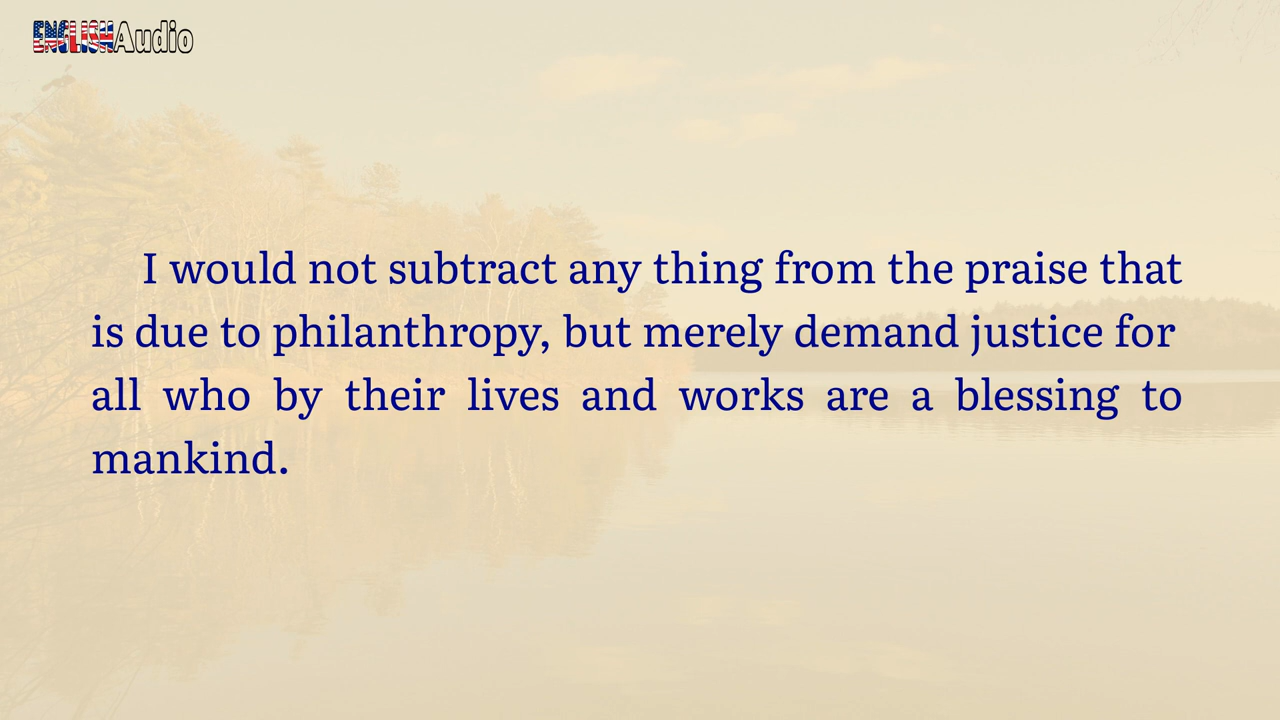 ENGLISHAudio
I would not subtract any thing from the praise that
is due to philanthropy, but merely demand justice for
all who by their lives and works are a blessing to
mankind.